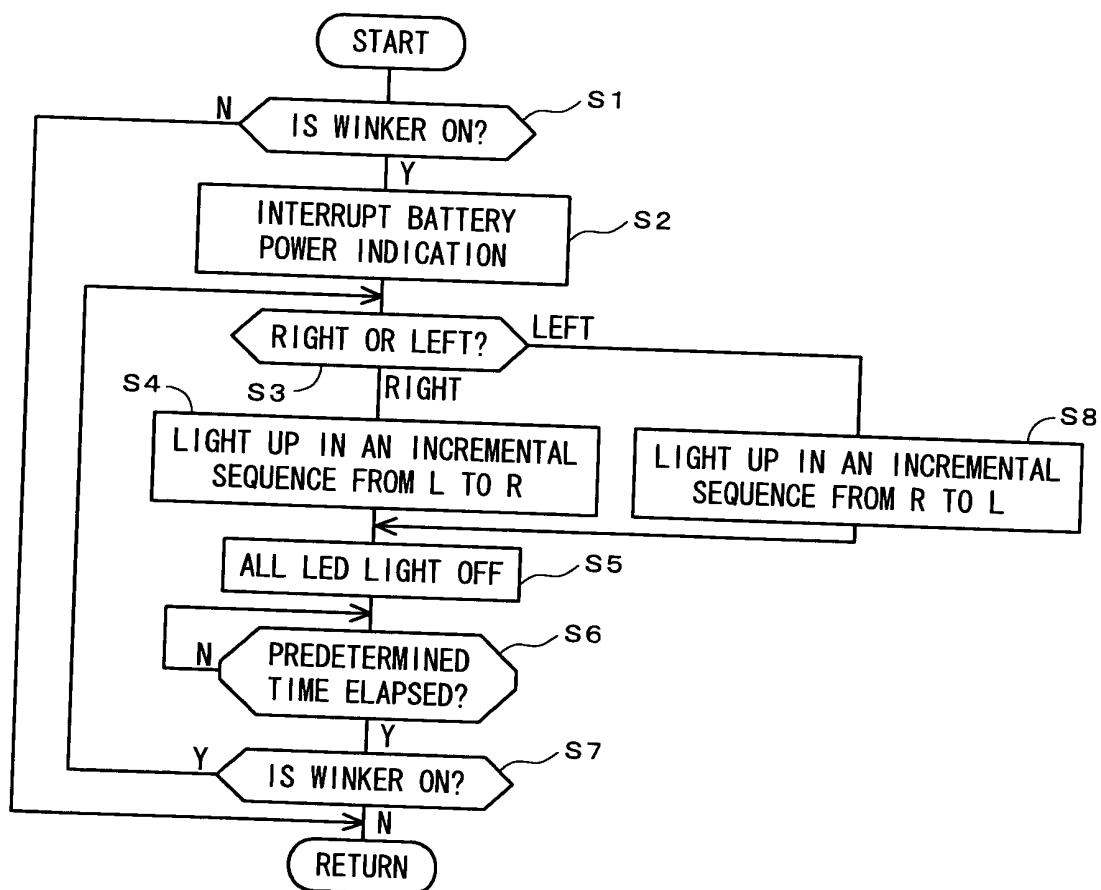 START
N
IS WINKER ON?
S1
Y
INTERRUPT BATTERY
POWER INDICATION
S2
RIGHT OR LEFT?
LEFT
S3
RIGHT
S4
LIGHT UP IN AN INCREMENTAL
SEQUENCE FROM L TO R
S8
LIGHT UP IN AN INCREMENTAL
SEQUENCE FROM R TO L
ALL LED LIGHT OFF
S5
N
PREDETERMINED
TIME ELAPSED?
S6
Y
Y
IS WINKER ON?
S7
N
RETURN